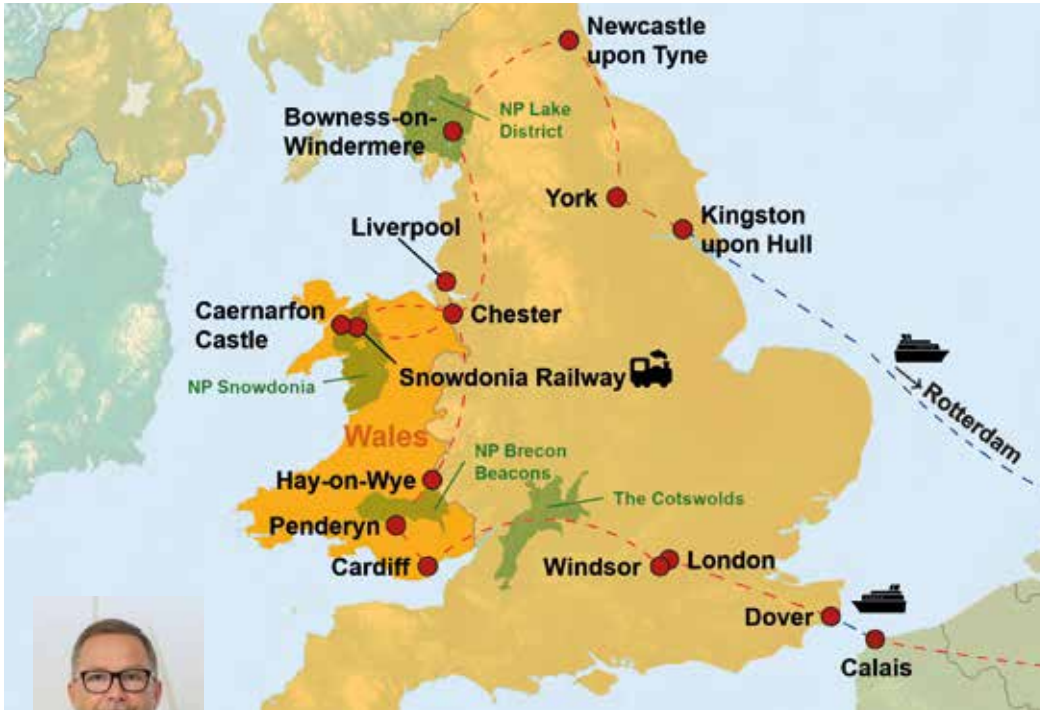 Newcastle
upon Tyne
NP Lake
District
Bowness-on-
Windermere
York
Kingston
upon Hull
Liverpool
Caernarfon
Castle
Chester
Snowdonia Railway
NP Snowdonia
Rotterdam
Wales
NP Brecon
Beacons
Hay-on-Wye
The Cotswolds
Penderyn
Cardiff
Windsor
London
Dover
Calais